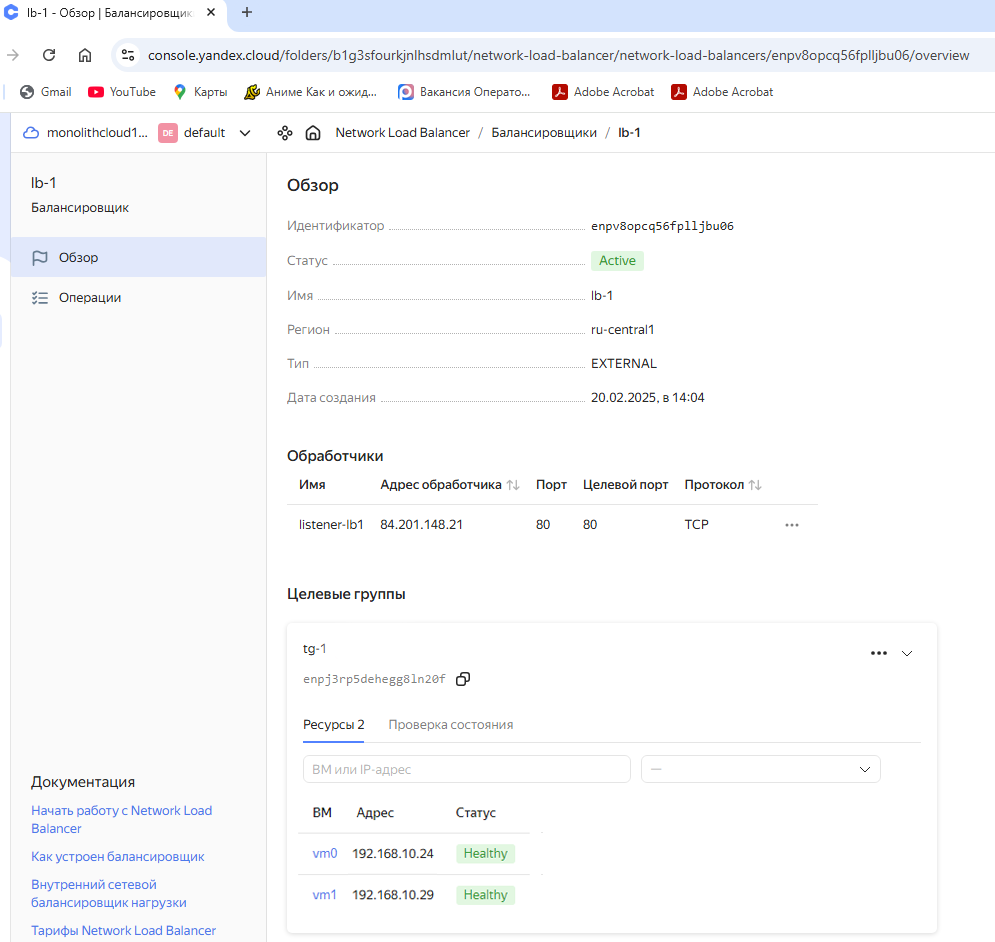 lb-1 - Обзор | Балансировщик
console.yandex.cloud/folders/b1g3sfourkjnlhsdmlut/network-load-balancer/network-load-balancers/enpv8opcq56fplljbu06/overview
Gmail YouTube Карты Аниме Как и ожид... Вакансия Операто... Adobe Acrobat Adobe Acrobat
monolithcloud1... DE default Network Load Balancer / Балансировщики / lb-1
lb-1
Балансировщик
Обзор
Операции
Документация
Начать работу с Network Load
Balancer
Как устроен балансировщик
Внутренний сетевой
балансировщик нагрузки
Тарифы Network Load Balancer
Обзор
Идентификатор enpv8opcq56fplljbu06
Статус Active
Имя lb-1
Регион ru-central1
Тип EXTERNAL
Дата создания 20.02.2025, в 14:04
Обработчики
Имя Адрес обработчика Порт Целевой порт Протокол
listener-lb1 84.201.148.21 80 80 TCP
Целевые группы
tg-1
enpj3rp5dehegg8ln20f
Ресурсы 2 Проверка состояния
ВМ или IP-адрес —
ВМ Адрес Статус
vm0 192.168.10.24 Healthy
vm1 192.168.10.29 Healthy